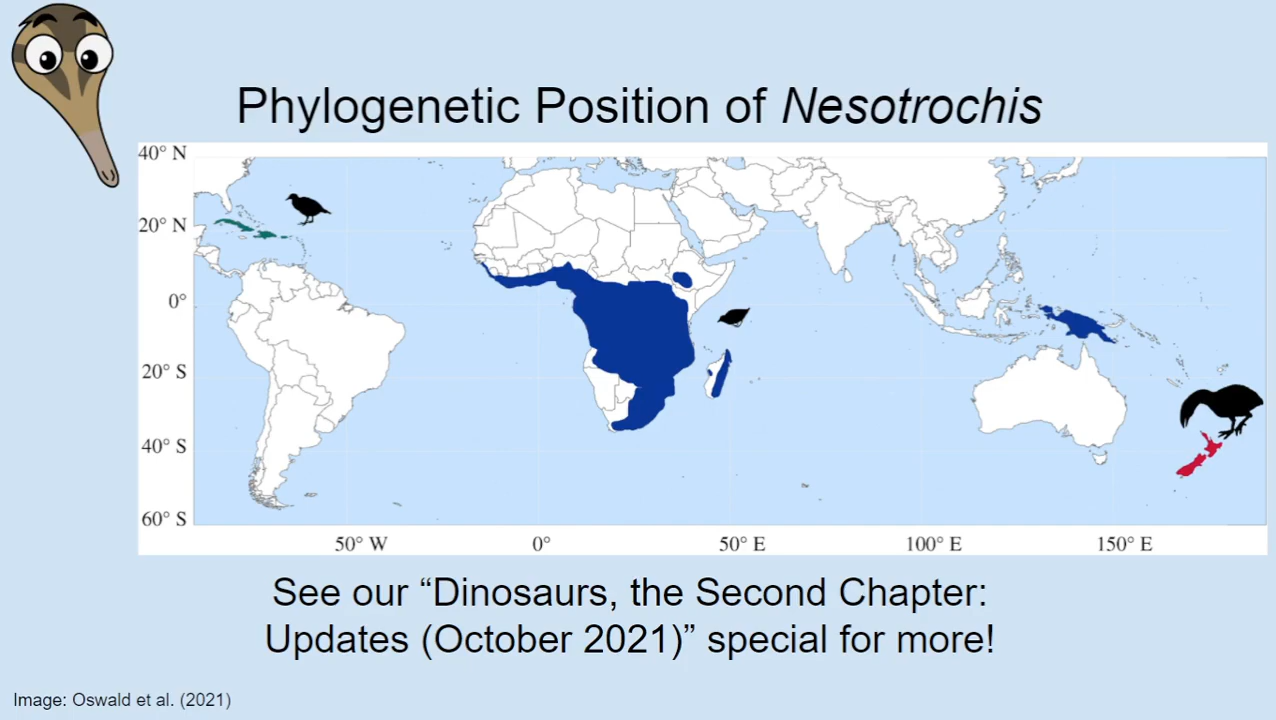 Phylogenetic Position of Nesotrochis
40° N
20° N
0°
20° S
40° S
60° S
50° W
0°
50° E
100° E
150° E
See our “Dinosaurs, the Second Chapter:
Updates (October 2021)” special for more!
Image: Oswald et al. (2021)